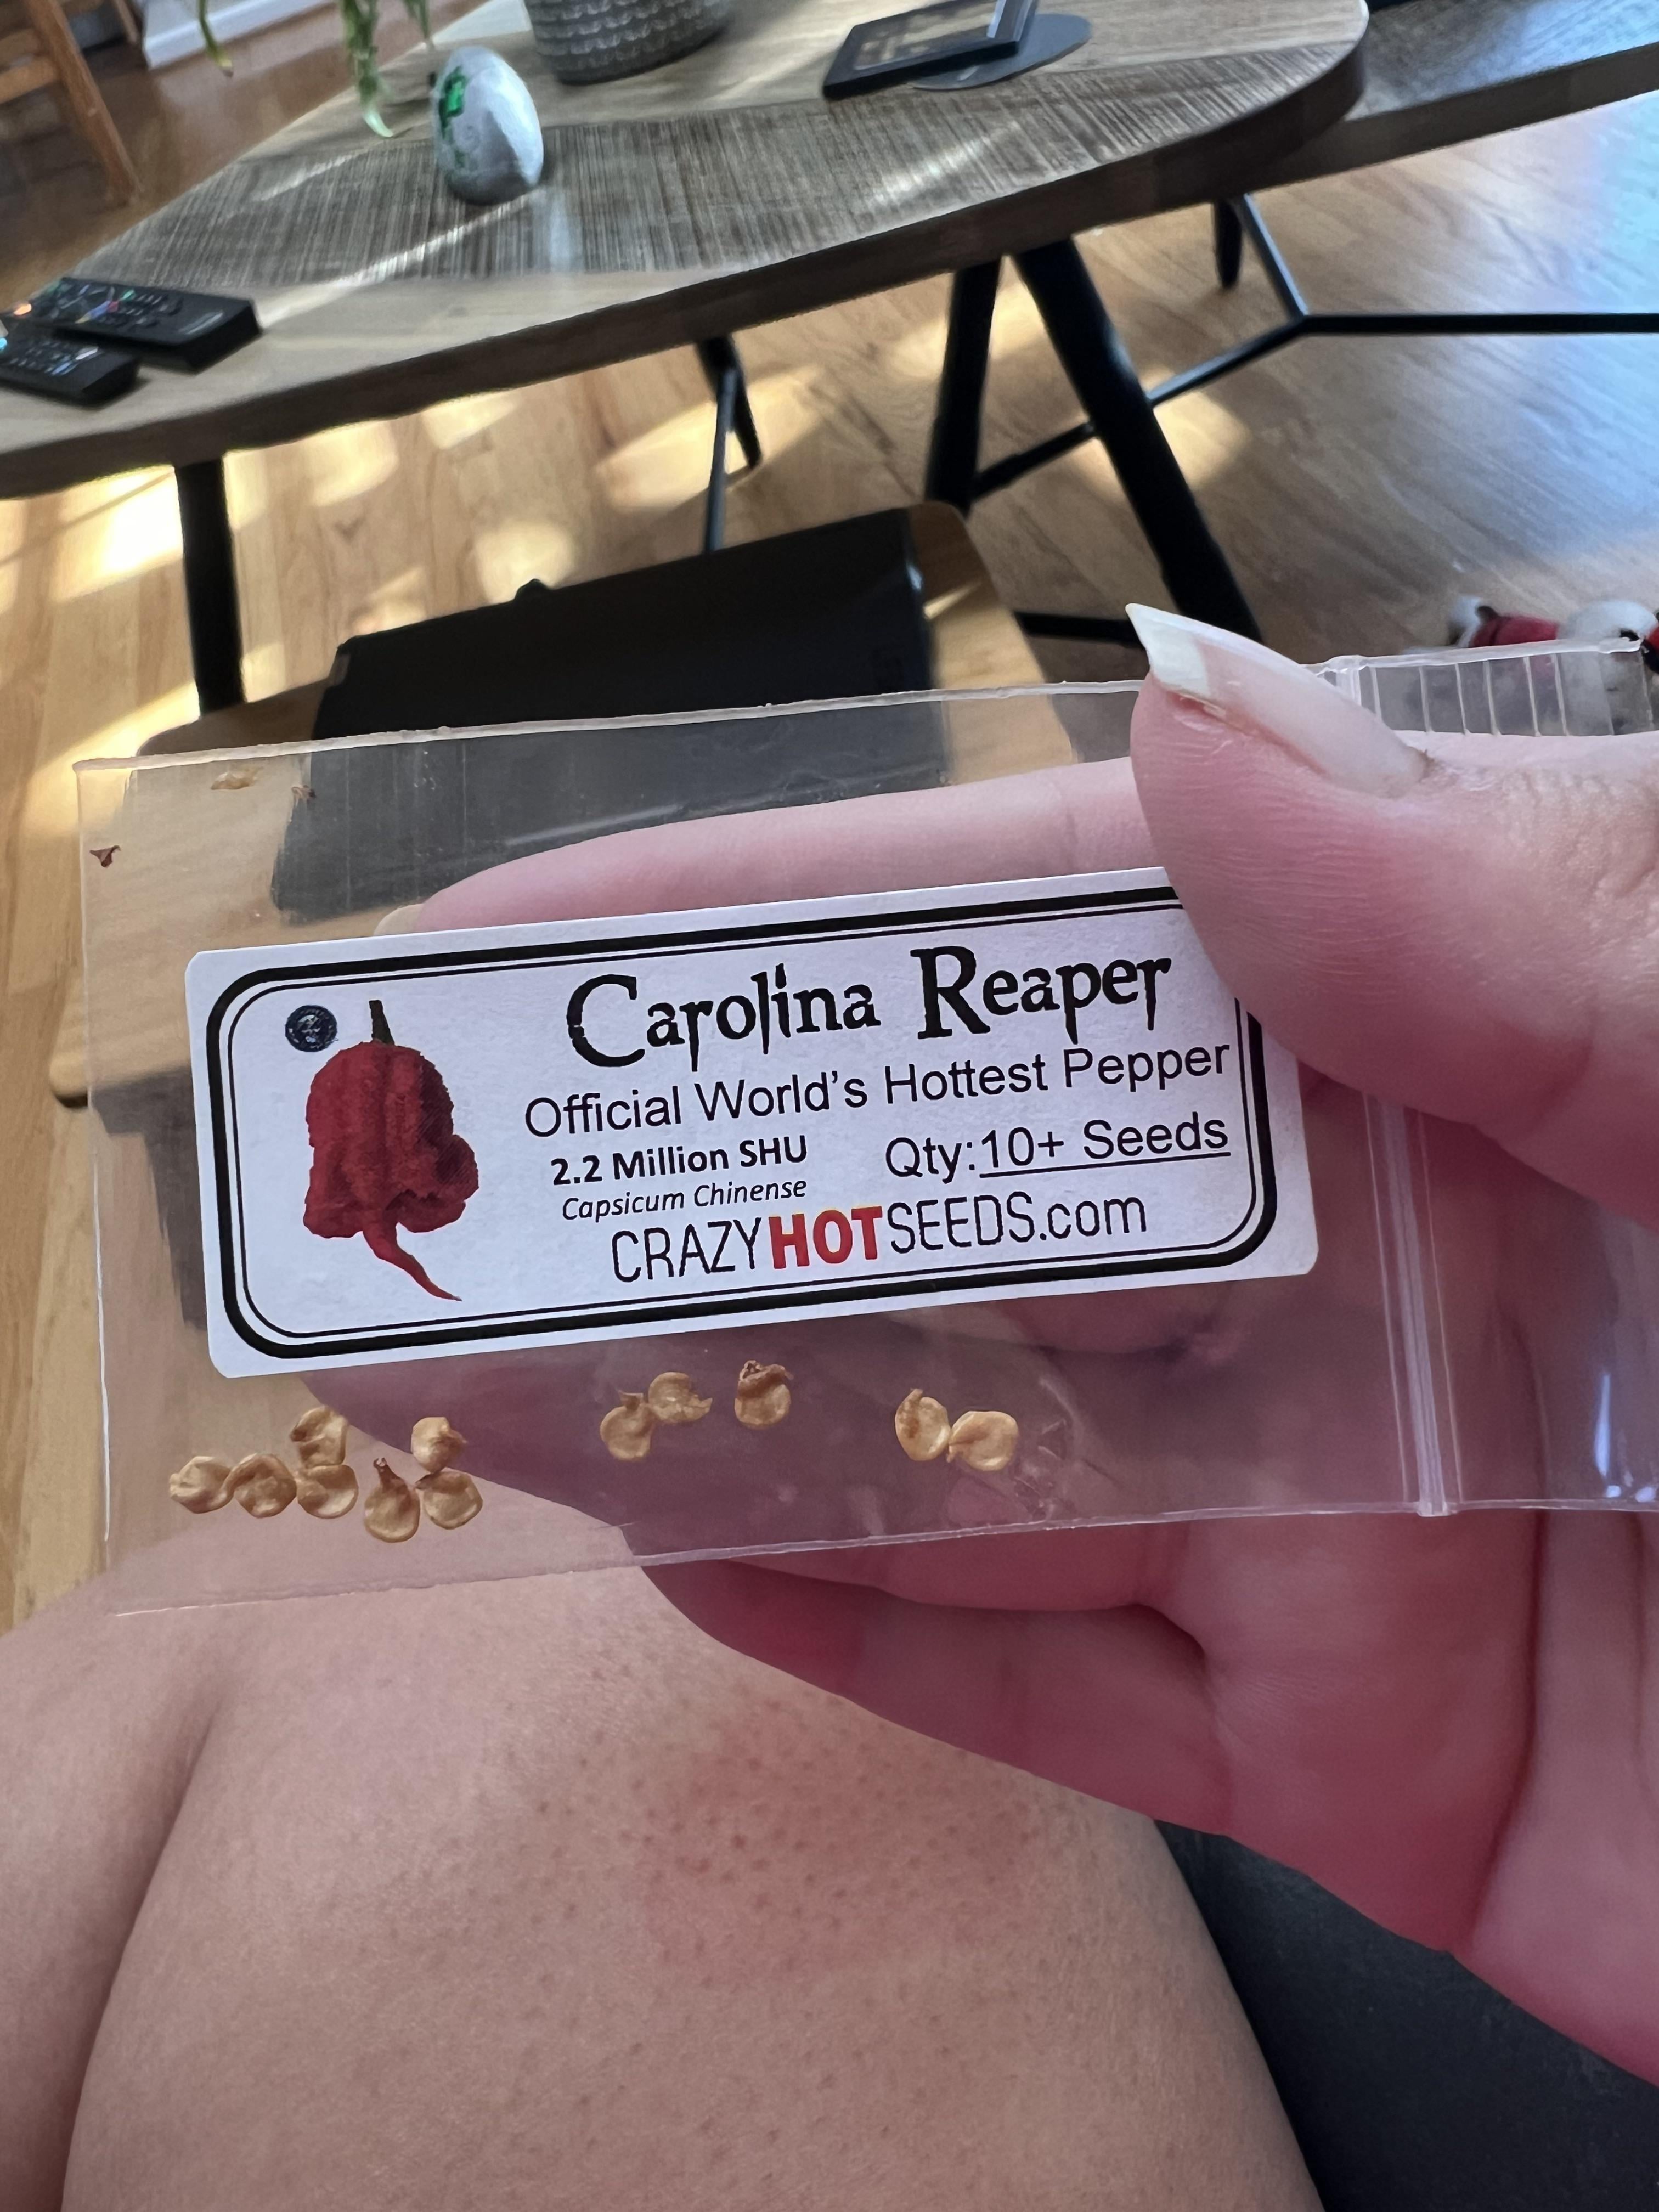 Carolina Reaper
Official World's Hottest Pepper
2.2 Million SHU
Qty: 10+ Seeds
Capsicum Chinense
CRAZYHOTSEEDS.com